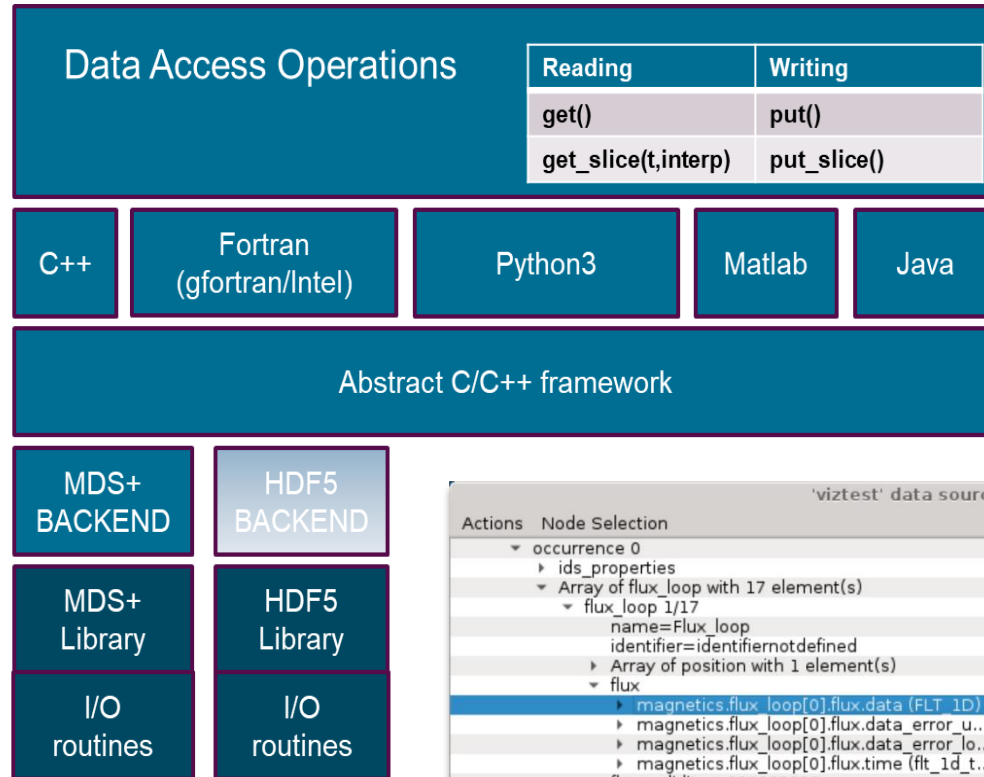 Data Access Operations
Reading Writing
get() put()
get_slice(t,interp) put_slice()
C++
Fortran
(gfortran/Intel)
Python3
Matlab
Java
Abstract C/C++ framework
MDS+
BACKEND
HDF5
BACKEND
MDS+
Library
HDF5
Library
I/O
routines
I/O
routines
'viztest' data sour
Actions Node Selection
occurrence 0
ids_properties
Array of flux_loop with 17 element(s)
flux_loop 1/17
name=Flux_loop
identifier=identifiernotdefined
Array of position with 1 element(s)
flux
magnetics.flux_loop[0].flux.data (FLT_1D)
magnetics.flux_loop[0].flux.data_error_u...
magnetics.flux_loop[0].flux.data_error_lo...
magnetics.flux_loop[0].flux.time (flt_1d_t...